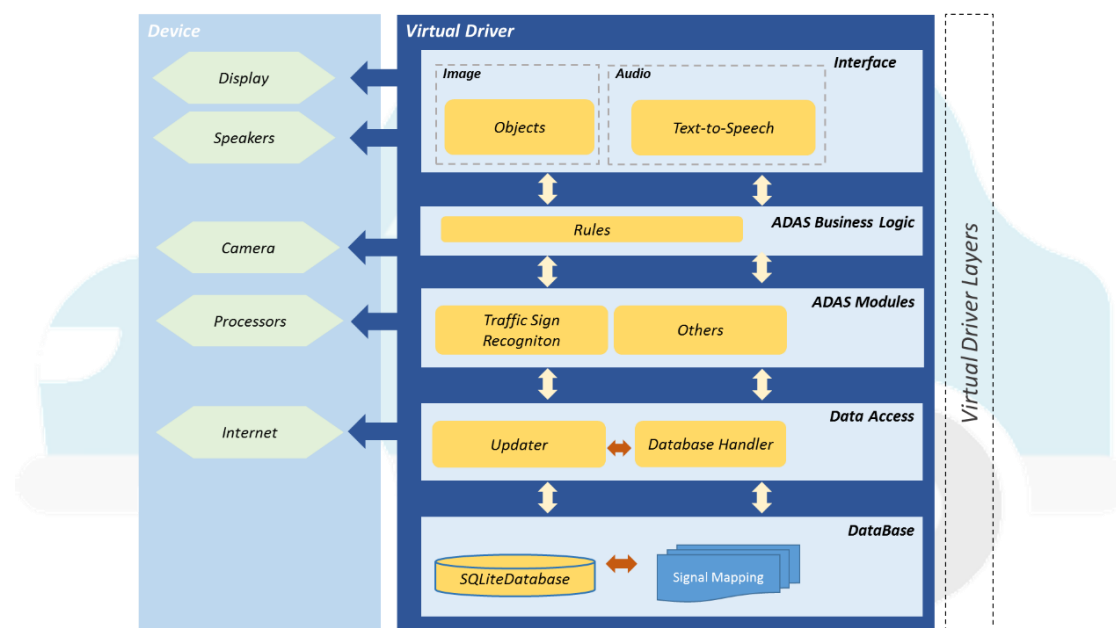 Device
Display
Speakers
Camera
Processors
Internet
Virtual Driver
Interface
Image
Objects
Audio
Text-to-Speech
ADAS Business Logic
Rules
ADAS Modules
Traffic Sign
Recogniton
Others
Data Access
Updater
Database Handler
DataBase
SQLiteDatabase
Signal Mapping
Virtual Driver Layers